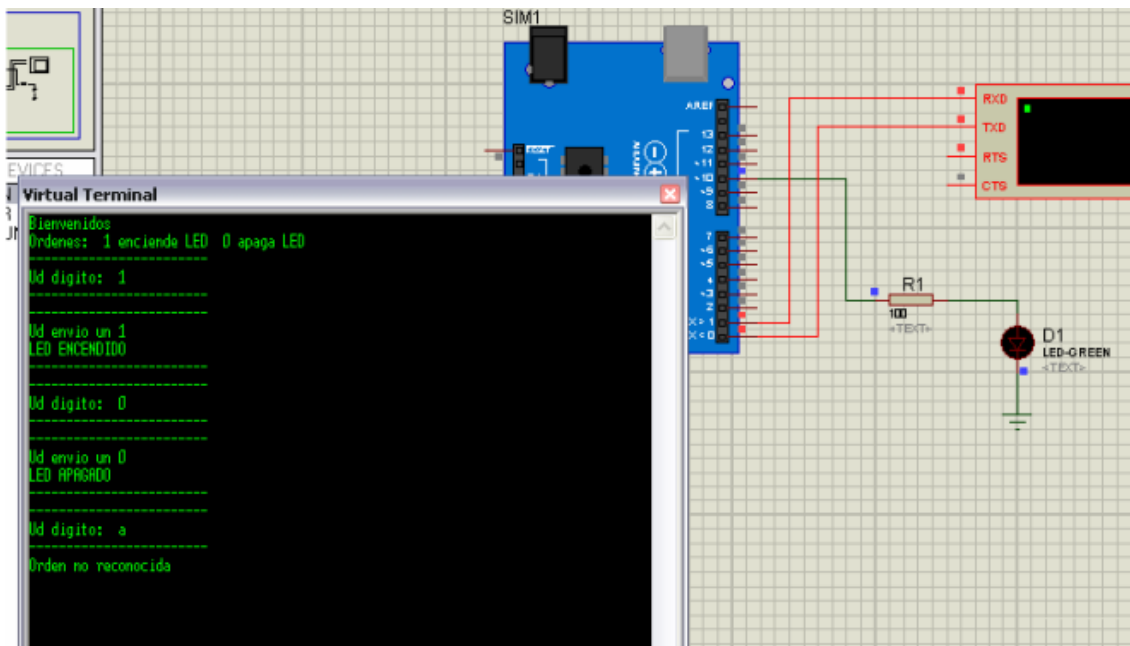 SIM1
AREF
13
12
~11
~10
~9
8
7
~6
~5
4
~3
2
1
0
RESET
RXD
TXD
RTS
CTS
R1
100
<TEXT>
D1
LED-GREEN
<TEXT>
EVICES
Virtual Terminal
Bienvenidos
Ordenes: 1 enciende LED 0 apaga LED
-------------------------
Ud digito: 1
-------------------------
-------------------------
Ud envio un 1
LED ENCENDIDO
-------------------------
-------------------------
Ud digito: 0
-------------------------
-------------------------
Ud envio un 0
LED APAGADO
-------------------------
-------------------------
Ud digito: a
-------------------------
Orden no reconocida